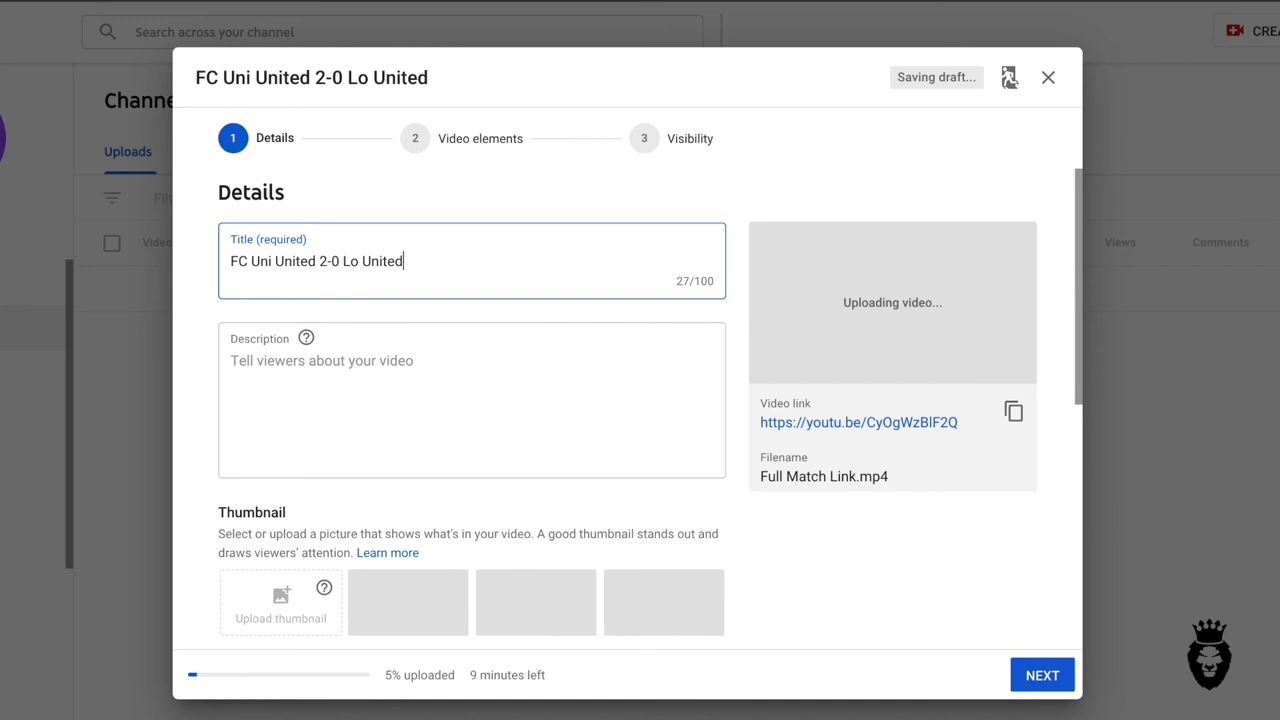 Search across your channel
CREA
FC Uni United 2-0 Lo United
Saving draft...
Channe
1 Details
2 Video elements
3 Visibility
Uploads
Details
Filt
Title (required)
FC Uni United 2-0 Lo United
27/100
Video
Views
Comments
Uploading video...
Description
Tell viewers about your video
Video link
https://youtu.be/CyOgWzBlF2Q
Filename
Full Match Link.mp4
Thumbnail
Select or upload a picture that shows what's in your video. A good thumbnail stands out and
draws viewers' attention. Learn more
Upload thumbnail
5% uploaded
9 minutes left
NEXT